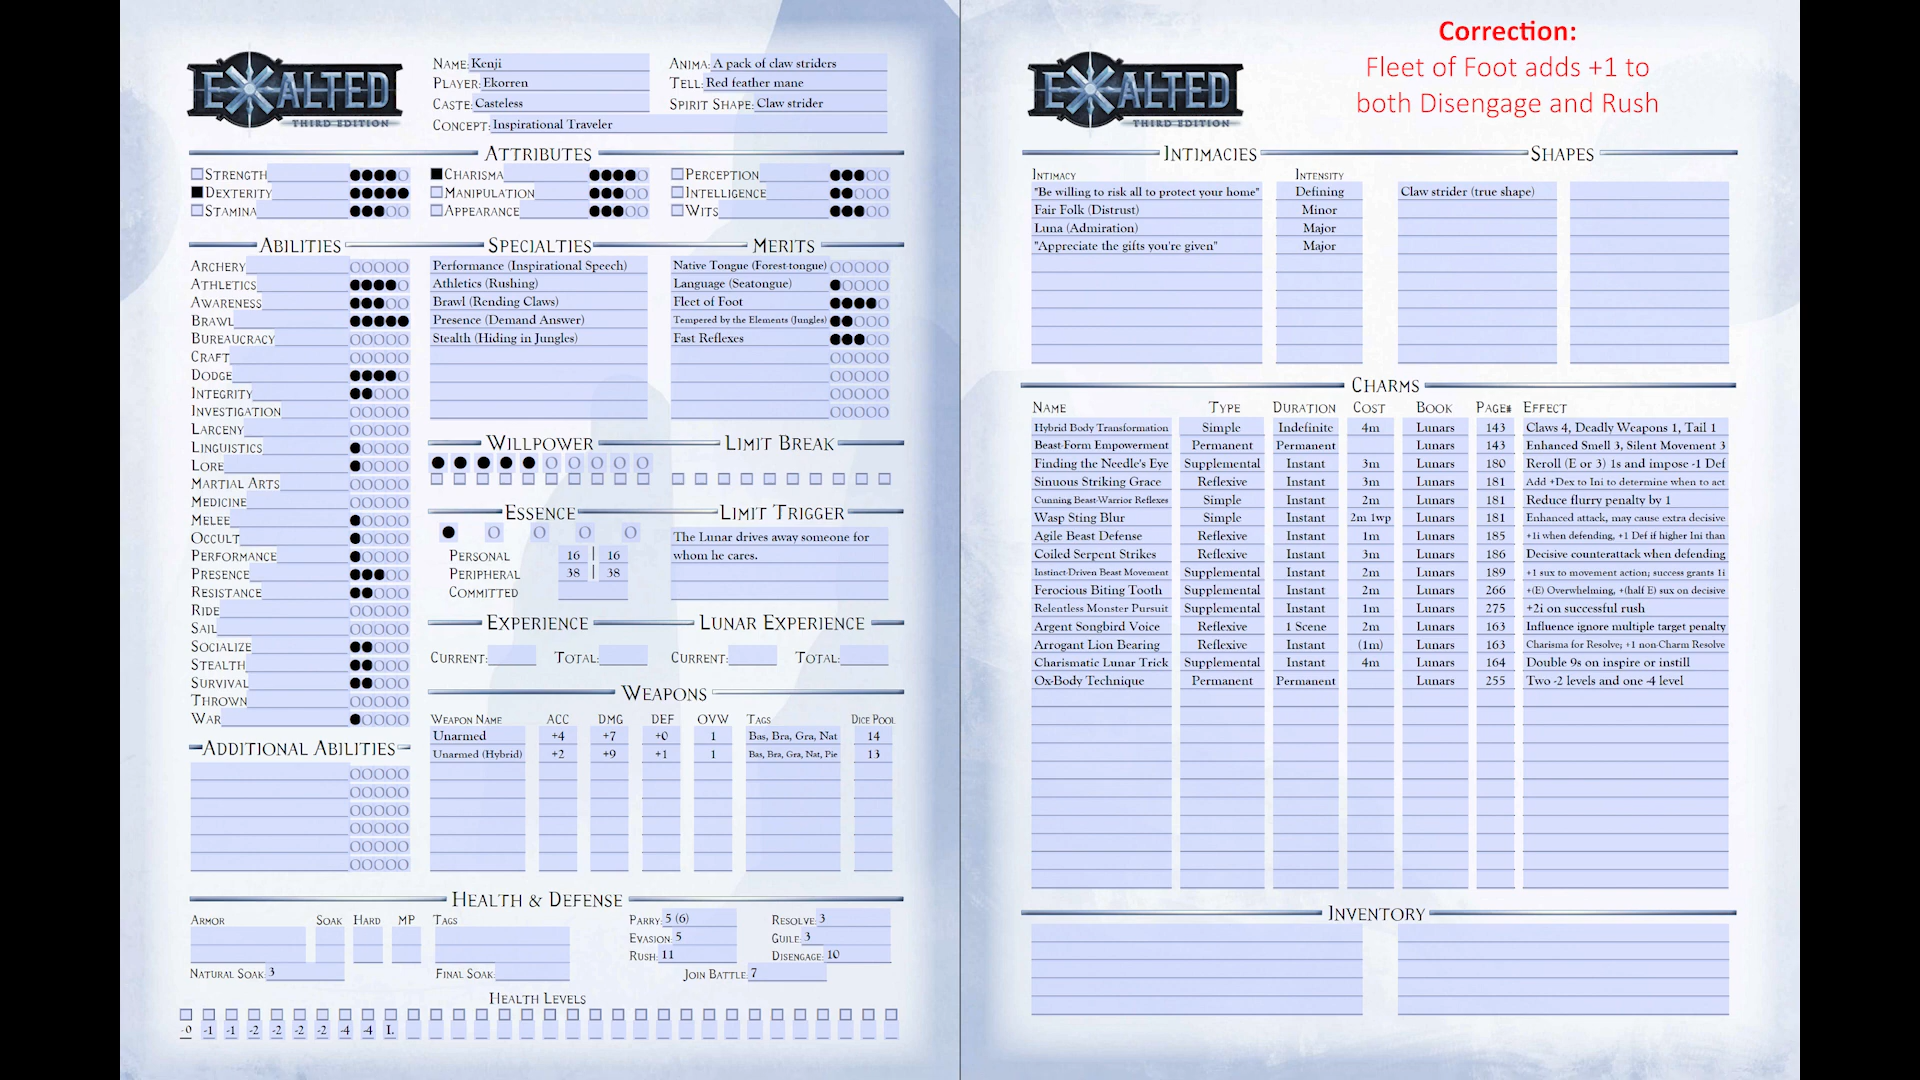 EXALTED
THIRD EDITION
NAME: Kenji
PLAYER: Ekorren
CASTE: Casteless
CONCEPT: Inspirational Traveler
ANIMA: A pack of claw striders
TELL: Red feather mane
SPIRIT SHAPE: Claw strider
ATTRIBUTES
STRENGTH CHARISMA PERCEPTION
DEXTERITY MANIPULATION INTELLIGENCE
STAMINA APPEARANCE WITS
ABILITIES
ARCHERY
ATHLETICS
AWARENESS
BRAWL
BUREAUCRACY
CRAFT
DODGE
INTEGRITY
INVESTIGATION
LARCENY
LINGUISTICS
LORE
MARTIAL ARTS
MEDICINE
MELEE
OCCULT
PERFORMANCE
PRESENCE
RESISTANCE
RIDE
SAIL
SOCIALIZE
STEALTH
SURVIVAL
THROWN
WAR
ADDITIONAL ABILITIES
SPECIALTIES
Performance (Inspirational Speech)
Athletics (Rushing)
Brawl (Rending Claws)
Presence (Demand Answer)
Stealth (Hiding in Jungles)
MERITS
Native Tongue (Forest-tongue)
Language (Seatongue)
Fleet of Foot
Tempered by the Elements (Jungles)
Fast Reflexes
WILLPOWER
LIMIT BREAK
ESSENCE
PERSONAL 16 | 16
PERIPHERAL 38 | 38
COMMITTED
LIMIT TRIGGER
The Lunar drives away someone for
whom he cares.
EXPERIENCE
CURRENT: TOTAL:
LUNAR EXPERIENCE
CURRENT: TOTAL:
WEAPONS
WEAPON NAME ACC DMG DEF OVW TAGS DICE POOL
Unarmed +4 +7 +0 1 Bas, Bra, Gra, Nat 14
Unarmed (Hybrid) +2 +9 +1 1 Bas, Bra, Gra, Nat, Pie 13
HEALTH & DEFENSE
ARMOR SOAK HARD MP TAGS
NATURAL SOAK: 3
FINAL SOAK:
PARRY: 5 (6)
EVASION: 5
RUSH: 11
RESOLVE: 3
GUILE: 3
DISENGAGE: 10
JOIN BATTLE: 7
HEALTH LEVELS
-0 -1 -1 -2 -2 -2 -2 -4 -4 I.
EXALTED
THIRD EDITION
Correction:
Fleet of Foot adds +1 to
both Disengage and Rush
INTIMACIES
INTIMACY INTENSITY
"Be willing to risk all to protect your home" Defining
Fair Folk (Distrust) Minor
Luna (Admiration) Major
"Appreciate the gifts you're given" Major
SHAPES
Claw strider (true shape)
CHARMS
NAME TYPE DURATION COST BOOK PAGE# EFFECT
Hybrid Body Transformation Simple Indefinite 4m Lunars 143 Claws 4, Deadly Weapons 1, Tail 1
Beast-Form Empowerment Permanent Permanent Lunars 143 Enhanced Smell 3, Silent Movement 3
Finding the Needle's Eye Supplemental Instant 3m Lunars 180 Reroll (E or 3) 1s and impose -1 Def
Sinuous Striking Grace Reflexive Instant 3m Lunars 181 Add +Dex to Ini to determine when to act
Cunning Beast-Warrior Reflexes Simple Instant 2m Lunars 181 Reduce flurry penalty by 1
Wasp Sting Blur Simple Instant 2m 1wp Lunars 181 Enhanced attack, may cause extra decisive
Agile Beast Defense Reflexive Instant 1m Lunars 185 +1i when defending, +1 Def if higher Ini than
Coiled Serpent Strikes Reflexive Instant 3m Lunars 186 Decisive counterattack when defending
Instinct-Driven Beast Movement Supplemental Instant 2m Lunars 189 +1 sux to movement action; success grants 1i
Ferocious Biting Tooth Supplemental Instant 2m Lunars 266 +(E) Overwhelming, +(half E) sux on decisive
Relentless Monster Pursuit Supplemental Instant 1m Lunars 275 +2i on successful rush
Argent Songbird Voice Reflexive 1 Scene 2m Lunars 163 Influence ignore multiple target penalty
Arrogant Lion Bearing Reflexive Instant (1m) Lunars 163 Charisma for Resolve; +1 non-Charm Resolve
Charismatic Lunar Trick Supplemental Instant 4m Lunars 164 Double 9s on inspire or instill
Ox-Body Technique Permanent Permanent Lunars 255 Two -2 levels and one -4 level
INVENTORY